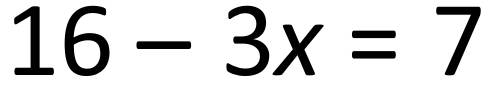 16 − 3x = 7